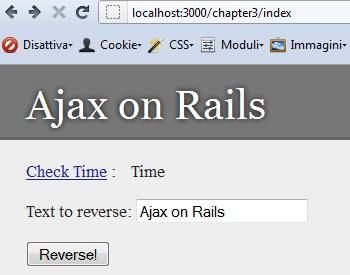 localhost:3000/chapter3/index
Disattiva Cookie CSS Moduli Immagini
Ajax on Rails
Check Time : Time
Text to reverse: Ajax on Rails
Reverse!